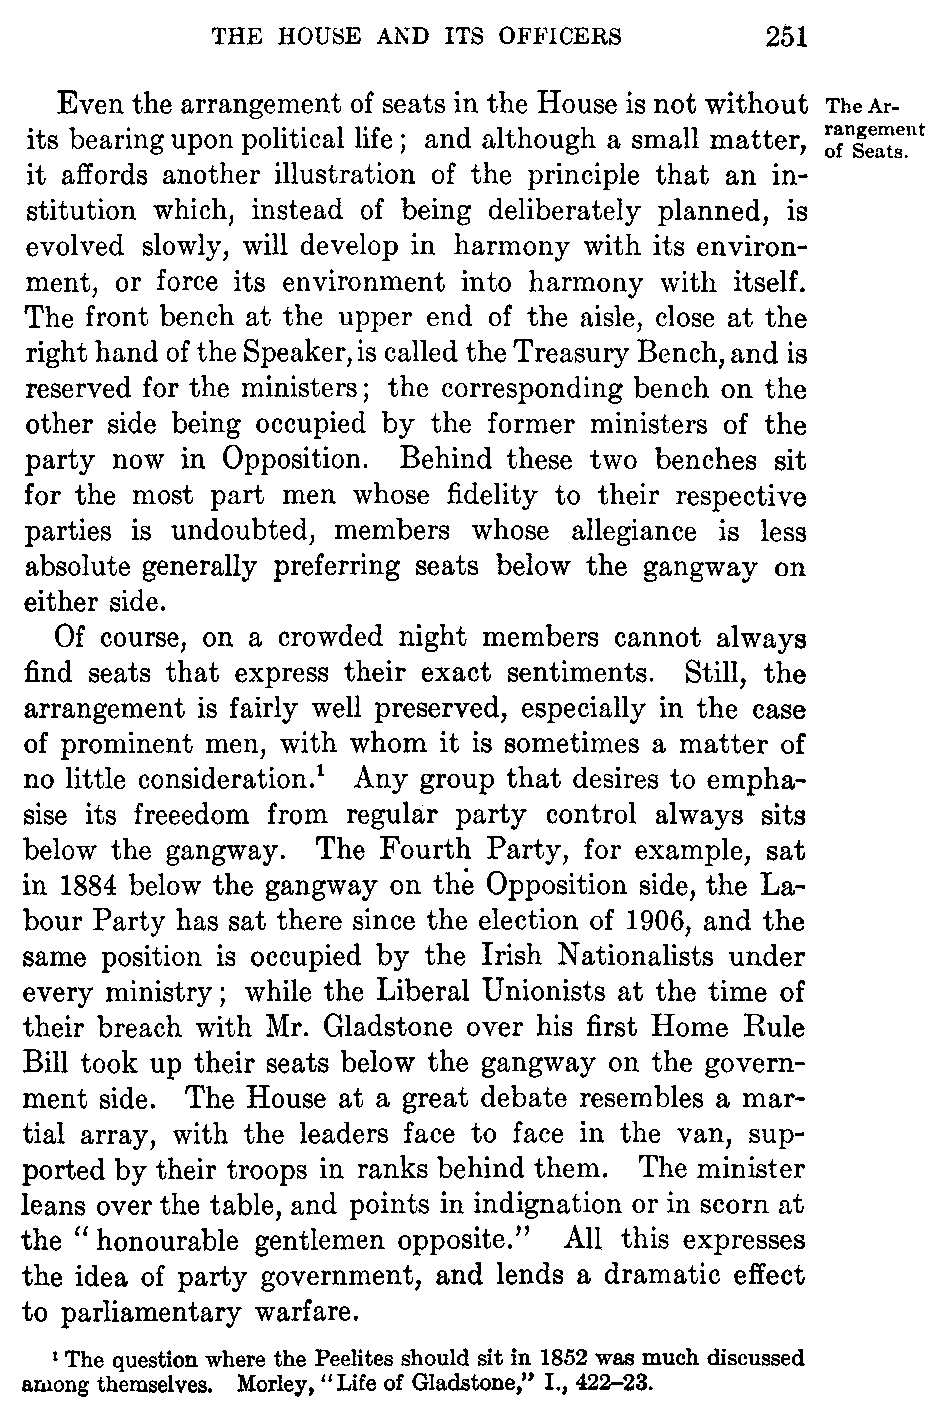 THE HOUSE AND ITS OFFICERS 251
Even the arrangement of seats in the House is not without
its bearing upon political life; and although a small matter,
it affords another illustration of the principle that an in-
stitution which, instead of being deliberately planned, is
evolved slowly, will develop in harmony with its environ-
ment, or force its environment into harmony with itself.
The front bench at the upper end of the aisle, close at the
right hand of the Speaker, is called the Treasury Bench, and is
reserved for the ministers; the corresponding bench on the
other side being occupied by the former ministers of the
party now in Opposition. Behind these two benches sit
for the most part men whose fidelity to their respective
parties is undoubted, members whose allegiance is less
absolute generally preferring seats below the gangway on
either side.
The Ar-
rangement
of Seats.
Of course, on a crowded night members cannot always
find seats that express their exact sentiments. Still, the
arrangement is fairly well preserved, especially in the case
of prominent men, with whom it is sometimes a matter of
no little consideration.¹ Any group that desires to empha-
sise its freeedom from regular party control always sits
below the gangway. The Fourth Party, for example, sat
in 1884 below the gangway on the Opposition side, the La-
bour Party has sat there since the election of 1906, and the
same position is occupied by the Irish Nationalists under
every ministry; while the Liberal Unionists at the time of
their breach with Mr. Gladstone over his first Home Rule
Bill took up their seats below the gangway on the govern-
ment side. The House at a great debate resembles a mar-
tial array, with the leaders face to face in the van, sup-
ported by their troops in ranks behind them. The minister
leans over the table, and points in indignation or in scorn at
the "honourable gentlemen opposite." All this expresses
the idea of party government, and lends a dramatic effect
to parliamentary warfare.
¹ The question where the Peelites should sit in 1852 was much discussed
among themselves. Morley, "Life of Gladstone," I., 422–23.